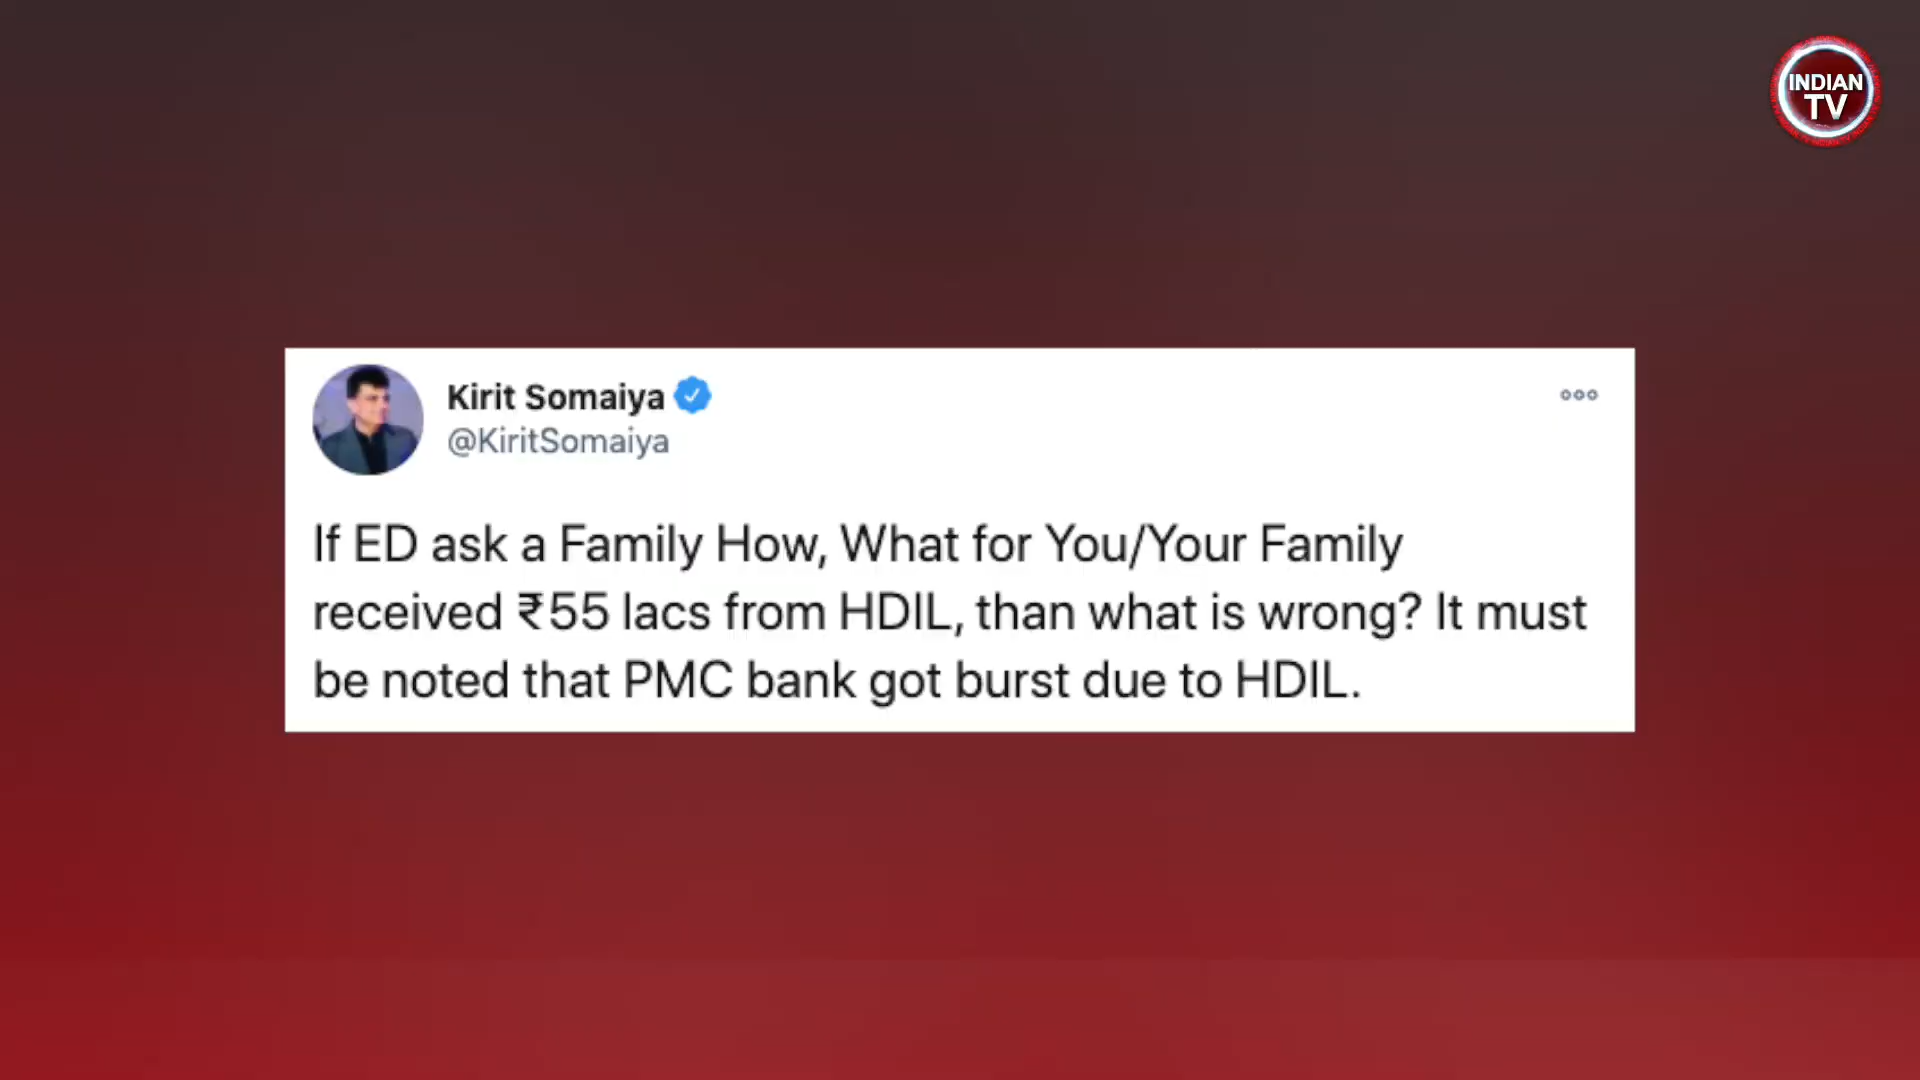 INDIAN
TV
Kirit Somaiya
@KiritSomaiya
If ED ask a Family How, What for You/Your Family
received ₹55 lacs from HDIL, than what is wrong? It must
be noted that PMC bank got burst due to HDIL.